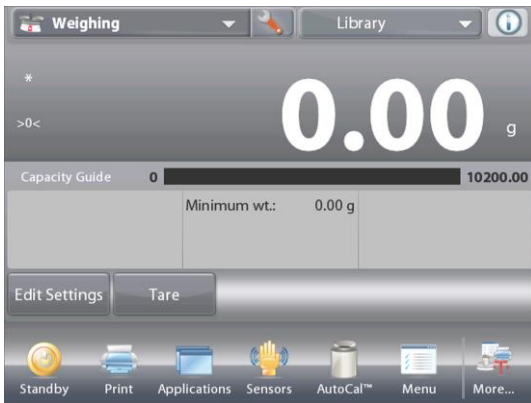 Weighing Library
*
>0<
0.00 g
Capacity Guide 0 10200.00
Minimum wt.: 0.00 g
Edit Settings Tare
Standby Print Applications Sensors AutoCal™ Menu More...